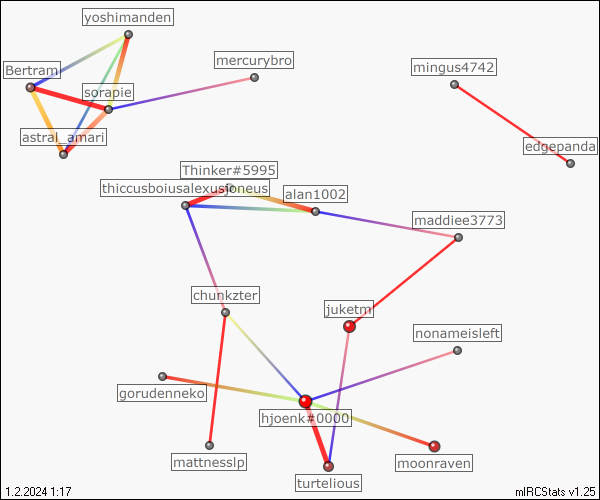 yoshimanden
mercurybro
mingus4742
Bertram
sorapie
astral_amari
edgepanda
Thinker#5995
thiccusboiusalexusjoneus
alan1002
maddiee3773
chunkzter
juketm
nonameisleft
gorudenneko
hjoenk#0000
mattnesslp
moonraven
turtelious
1.2.2024 1:17
mIRCStats v1.25